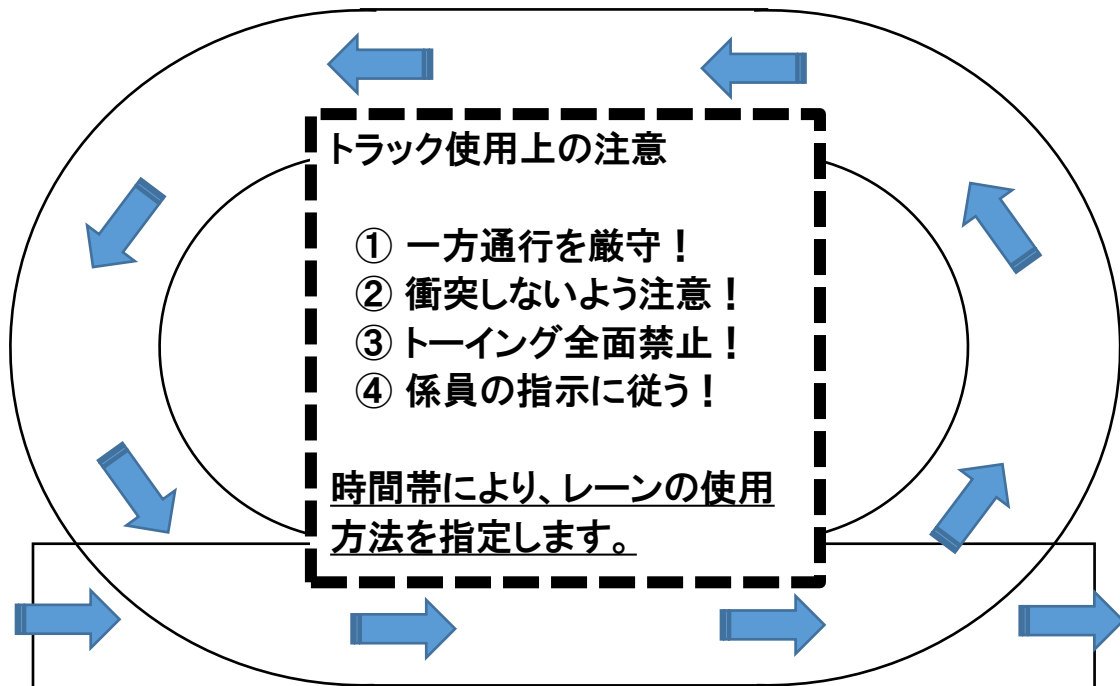 トラック使用上の注意
① 一方通行を厳守！
② 衝突しないよう注意！
③ トーイング全面禁止！
④ 係員の指示に従う！
時間帯により、レーンの使用
方法を指定します。